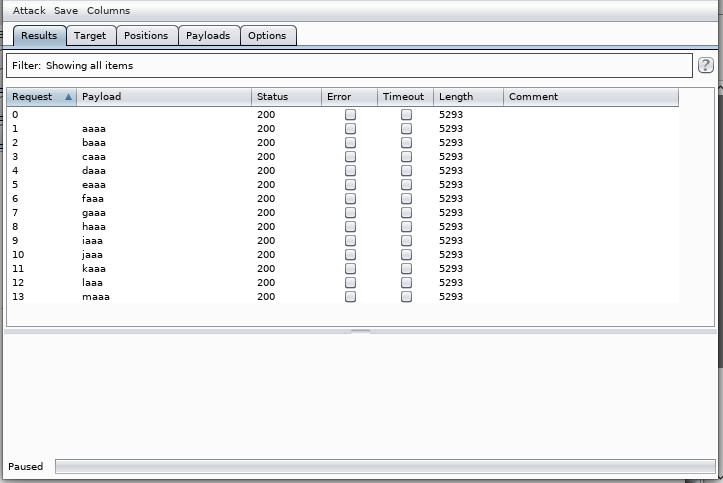 Attack Save Columns
Results Target Positions Payloads Options
Filter: Showing all items ?
Request Payload Status Error Timeout Length Comment
0 200 5293
1 aaaa 200 5293
2 baaa 200 5293
3 caaa 200 5293
4 daaa 200 5293
5 eaaa 200 5293
6 faaa 200 5293
7 gaaa 200 5293
8 haaa 200 5293
9 iaaa 200 5293
10 jaaa 200 5293
11 kaaa 200 5293
12 laaa 200 5293
13 maaa 200 5293
Paused